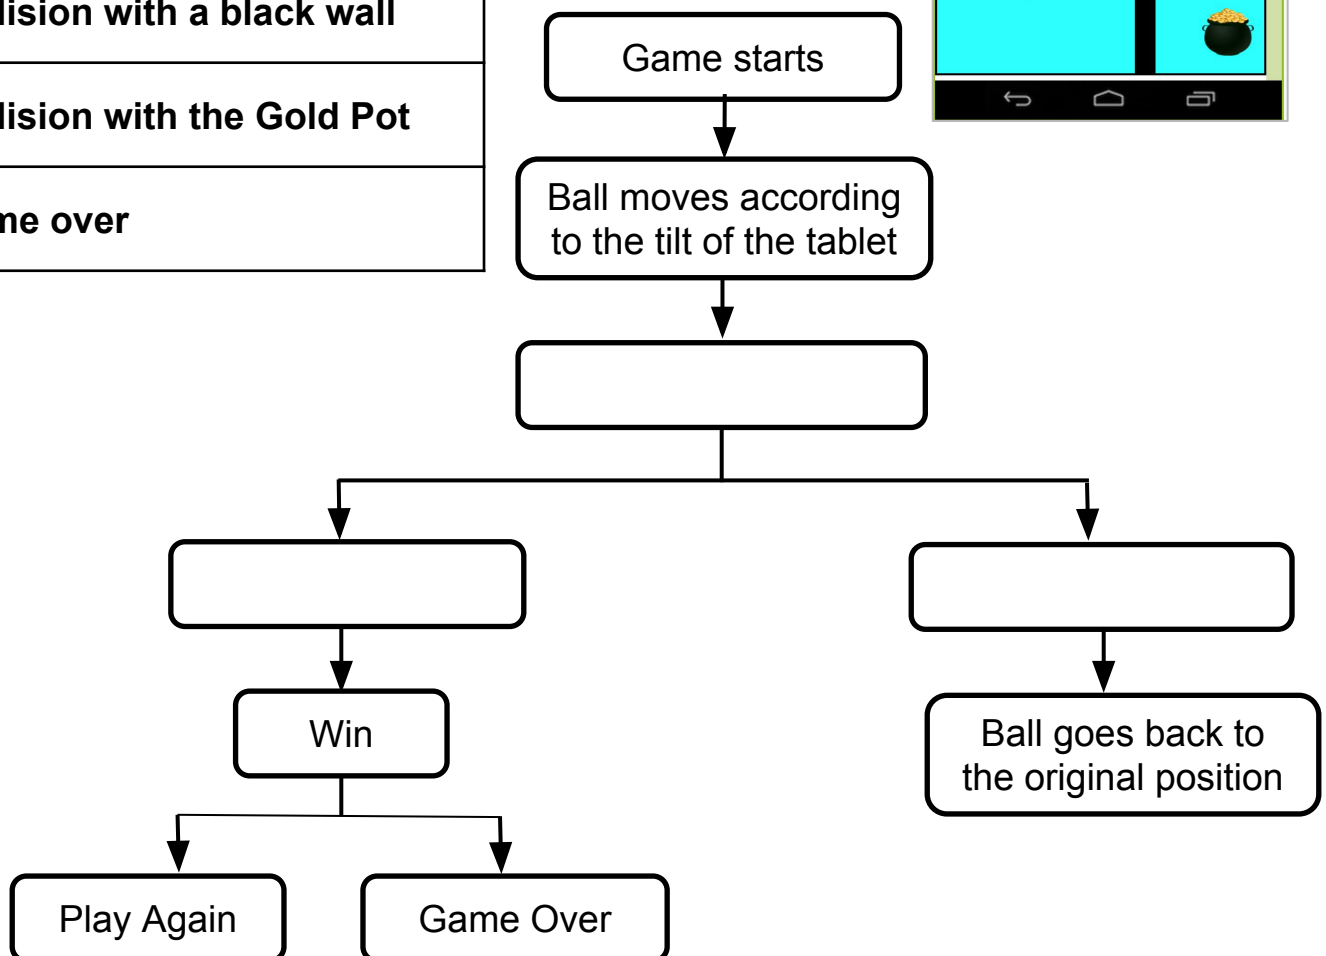 lision with a black wall
lision with the Gold Pot
me over
Game starts
Ball moves according
to the tilt of the tablet
Win
Ball goes back to
the original position
Play Again
Game Over